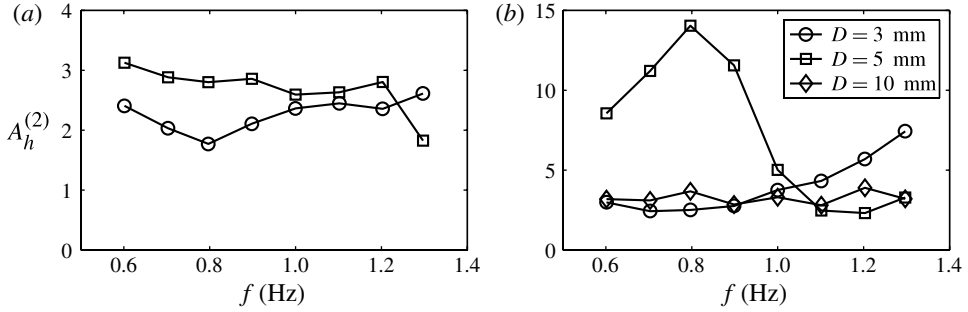 (a)
4
3
2
1
0
A_h^{(2)}
0.6 0.8 1.0 1.2 1.4
f (Hz)
(b)
15
10
5
0
D = 3 mm
D = 5 mm
D = 10 mm
0.6 0.8 1.0 1.2 1.4
f (Hz)